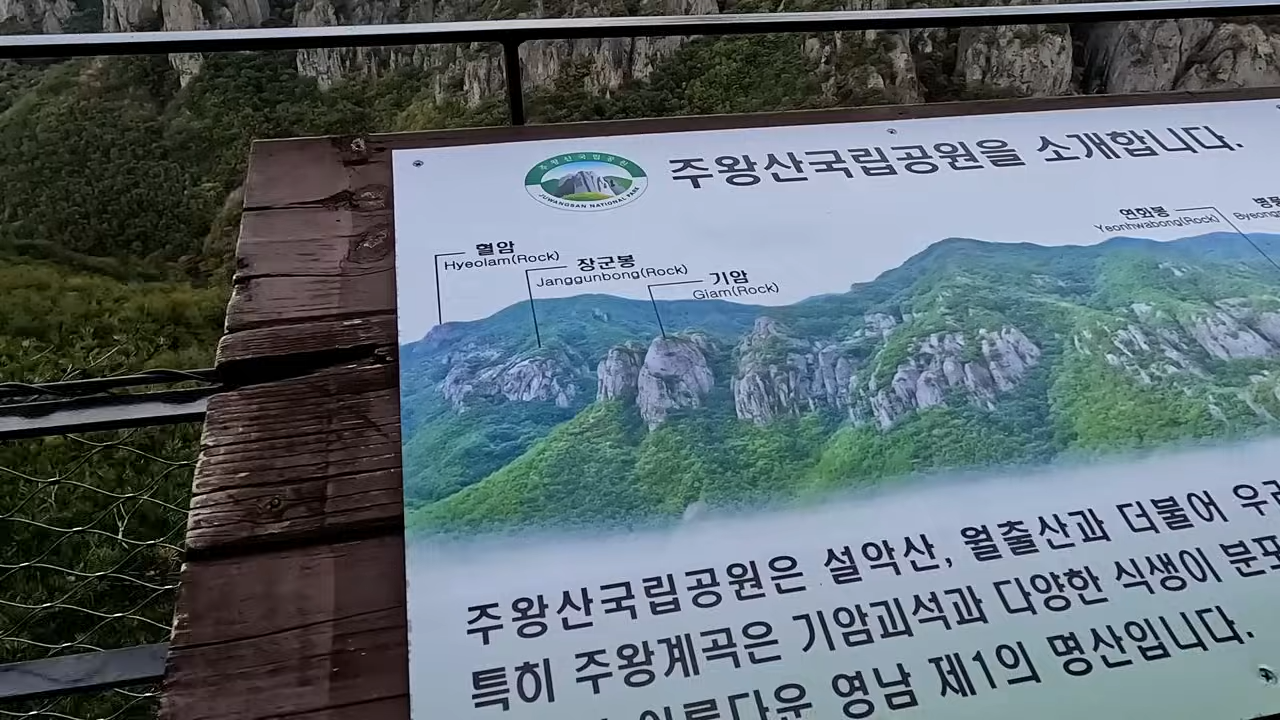 주왕산국립공원
JUWANGSAN NATIONAL PARK
주왕산국립공원을 소개합니다.
연화봉
Yeonhwabong(Rock)
혈암
Hyeolam(Rock)
장군봉
Janggunbong(Rock)
기암
Giam(Rock)
주왕산국립공원은 설악산, 월출산과 더불어
특히 주왕계곡은 기암괴석과 다양한 식생이
영남 제1의 명산입니다.